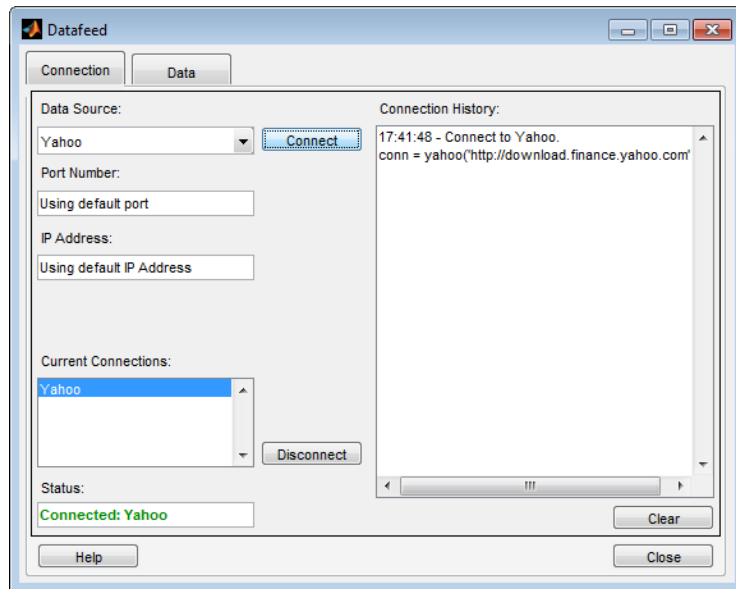 Datafeed
Connection
Data
Data Source:
Yahoo
Connect
Port Number:
Using default port
IP Address:
Using default IP Address
Current Connections:
Yahoo
Disconnect
Status:
Connected: Yahoo
Connection History:
17:41:48 - Connect to Yahoo.
conn = yahoo('http://download.finance.yahoo.com'
Clear
Help
Close